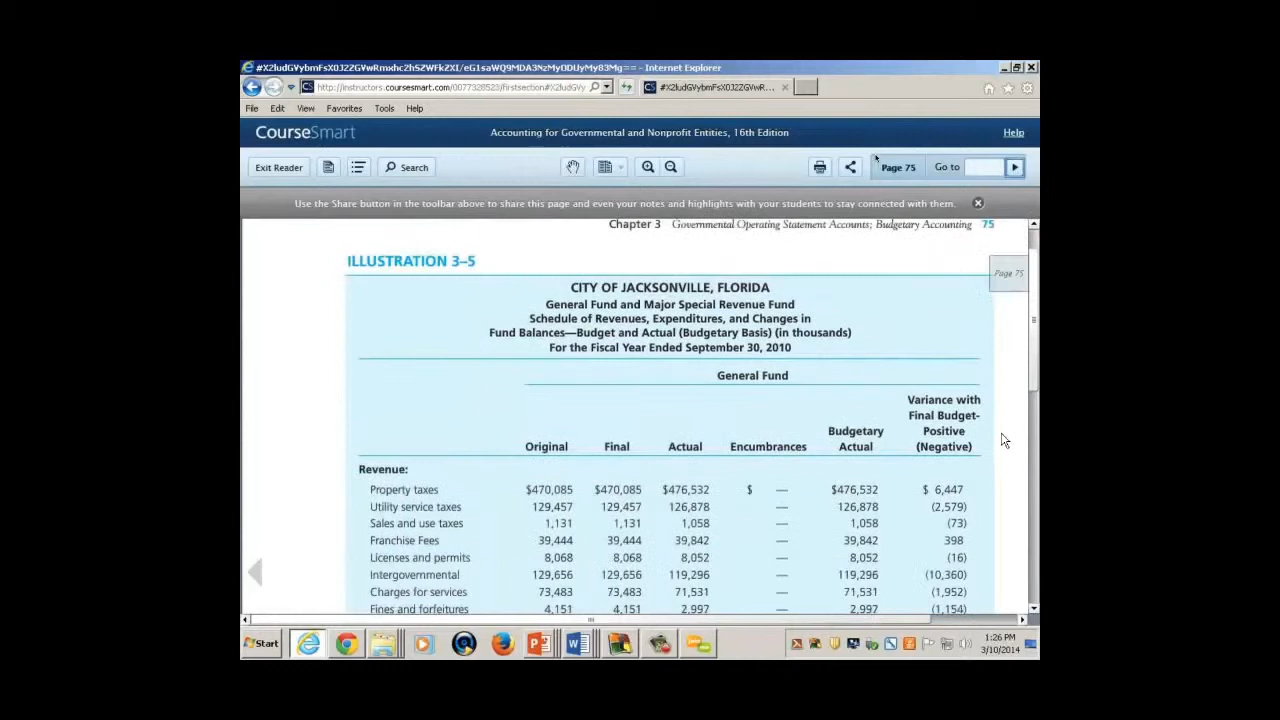 #X2ludGVybmFsX0J2ZGVwRmxhc2h5ZWFkZXI/eG1saWQ9MDA3NzMyODUyMy83Mg== - Internet Explorer
http://instructors.coursesmart.com/0077328523/firstsection#X2ludGVy
#X2ludGVybmFsX0J2ZGVwR...
File Edit View Favorites Tools Help
CourseSmart
Accounting for Governmental and Nonprofit Entities, 16th Edition
Help
Exit Reader Search Page 75 Go to
Use the Share button in the toolbar above to share this page and even your notes and highlights with your students to stay connected with them.
Chapter 3 Governmental Operating Statement Accounts; Budgetary Accounting 75
ILLUSTRATION 3–5
Page 75
CITY OF JACKSONVILLE, FLORIDA
General Fund and Major Special Revenue Fund
Schedule of Revenues, Expenditures, and Changes in
Fund Balances—Budget and Actual (Budgetary Basis) (in thousands)
For the Fiscal Year Ended September 30, 2010
General Fund
Variance with
Final Budget-
Budgetary Positive
Original Final Actual Encumbrances Actual (Negative)
Revenue:
Property taxes $470,085 $470,085 $476,532 $ — $476,532 $ 6,447
Utility service taxes 129,457 129,457 126,878 — 126,878 (2,579)
Sales and use taxes 1,131 1,131 1,058 — 1,058 (73)
Franchise Fees 39,444 39,444 39,842 — 39,842 398
Licenses and permits 8,068 8,068 8,052 — 8,052 (16)
Intergovernmental 129,656 129,656 119,296 — 119,296 (10,360)
Charges for services 73,483 73,483 71,531 — 71,531 (1,952)
Fines and forfeitures 4,151 4,151 2,997 — 2,997 (1,154)
Start
1:26 PM
3/10/2014